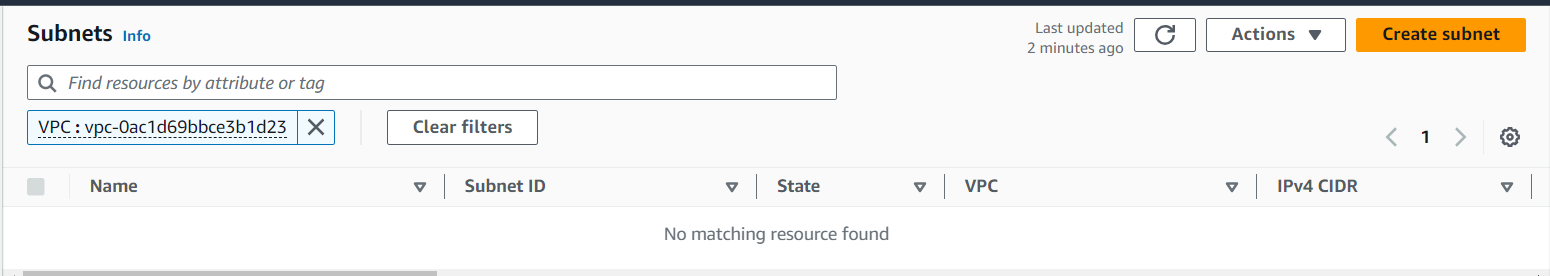 Subnets Info
Last updated
2 minutes ago
Actions
Create subnet
Find resources by attribute or tag
VPC : vpc-0ac1d69bbce3b1d23
Clear filters
1
Name Subnet ID State VPC IPv4 CIDR
No matching resource found